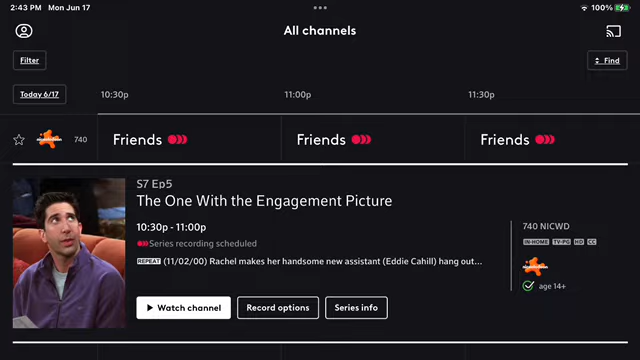 2:43 PM Mon Jun 17
100%
All channels
Filter
Find
Today 6/17
10:30p
11:00p
11:30p
nickelodeon
740
Friends
Friends
Friends
S7 Ep5
The One With the Engagement Picture
10:30p - 11:00p
Series recording scheduled
REPEAT (11/02/00) Rachel makes her handsome new assistant (Eddie Cahill) hang out...
740 NICWD
IN-HOME TV-PG HD CC
nickelodeon
age 14+
Watch channel
Record options
Series info